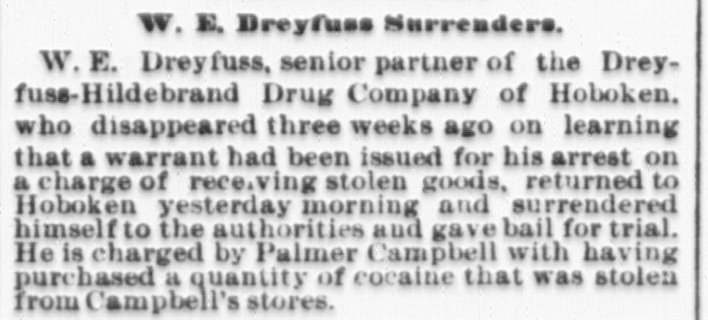 W. E. Dreyfuss Surrenders.
W. E. Dreyfuss, senior partner of the Drey-
fuss-Hildebrand Drug Company of Hoboken,
who disappeared three weeks ago on learning
that a warrant had been issued for his arrest on
a charge of receiving stolen goods, returned to
Hoboken yesterday morning and surrendered
himself to the authorities and gave bail for trial.
He is charged by Palmer Campbell with having
purchased a quantity of cocaine that was stolen
from Campbell's stores.